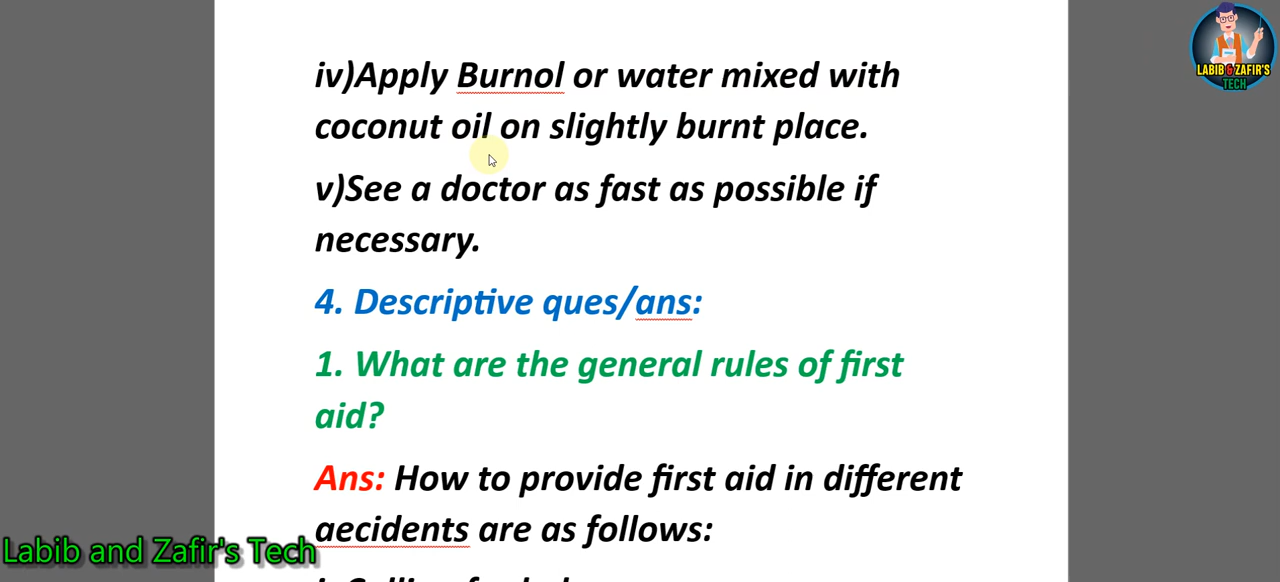 iv)Apply Burnol or water mixed with
coconut oil on slightly burnt place.
v)See a doctor as fast as possible if
necessary.
4. Descriptive ques/ans:
1. What are the general rules of first
aid?
Ans: How to provide first aid in different
aecidents are as follows:
LABIB & ZAFIR'S
TECH
Labib and Zafir's Tech